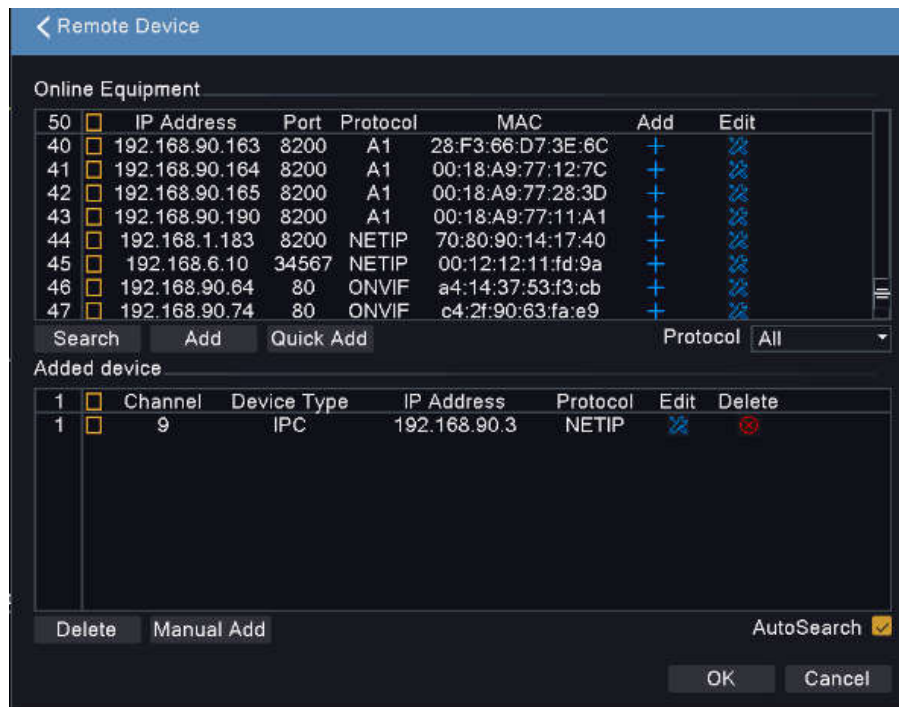 Remote Device
Online Equipment
50 IP Address Port Protocol MAC Add Edit
40 192.168.90.163 8200 A1 28:F3:66:D7:3E:6C
41 192.168.90.164 8200 A1 00:18:A9:77:12:7C
42 192.168.90.165 8200 A1 00:18:A9:77:28:3D
43 192.168.90.190 8200 A1 00:18:A9:77:11:A1
44 192.168.1.183 8200 NETIP 70:80:90:14:17:40
45 192.168.6.10 34567 NETIP 00:12:12:11:fd:9a
46 192.168.90.64 80 ONVIF a4:14:37:53:f3:cb
47 192.168.90.74 80 ONVIF c4:2f:90:63:fa:e9
Search Add Quick Add Protocol All
Added device
1 Channel Device Type IP Address Protocol Edit Delete
1 9 IPC 192.168.90.3 NETIP
Delete Manual Add AutoSearch
OK Cancel